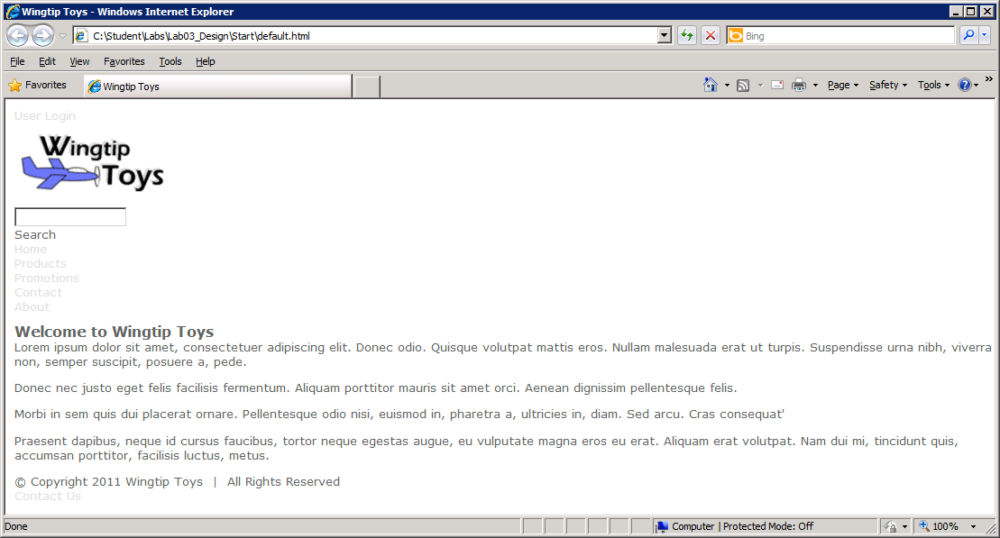 Wingtip Toys - Windows Internet Explorer
C:\Student\Labs\Lab03_Design\Start\default.html
Bing
File Edit View Favorites Tools Help
Favorites Wingtip Toys Page Safety Tools
User Login
Wingtip
Toys
Search
Home
Products
Promotions
Contact
About
Welcome to Wingtip Toys
Lorem ipsum dolor sit amet, consectetuer adipiscing elit. Donec odio. Quisque volutpat mattis eros. Nullam malesuada erat ut turpis. Suspendisse urna nibh, viverra
non, semper suscipit, posuere a, pede.
Donec nec justo eget felis facilisis fermentum. Aliquam porttitor mauris sit amet orci. Aenean dignissim pellentesque felis.
Morbi in sem quis dui placerat ornare. Pellentesque odio nisi, euismod in, pharetra a, ultricies in, diam. Sed arcu. Cras consequat'
Praesent dapibus, neque id cursus faucibus, tortor neque egestas augue, eu vulputate magna eros eu erat. Aliquam erat volutpat. Nam dui mi, tincidunt quis,
accumsan porttitor, facilisis luctus, metus.
© Copyright 2011 Wingtip Toys | All Rights Reserved
Contact Us
Done Computer | Protected Mode: Off 100%